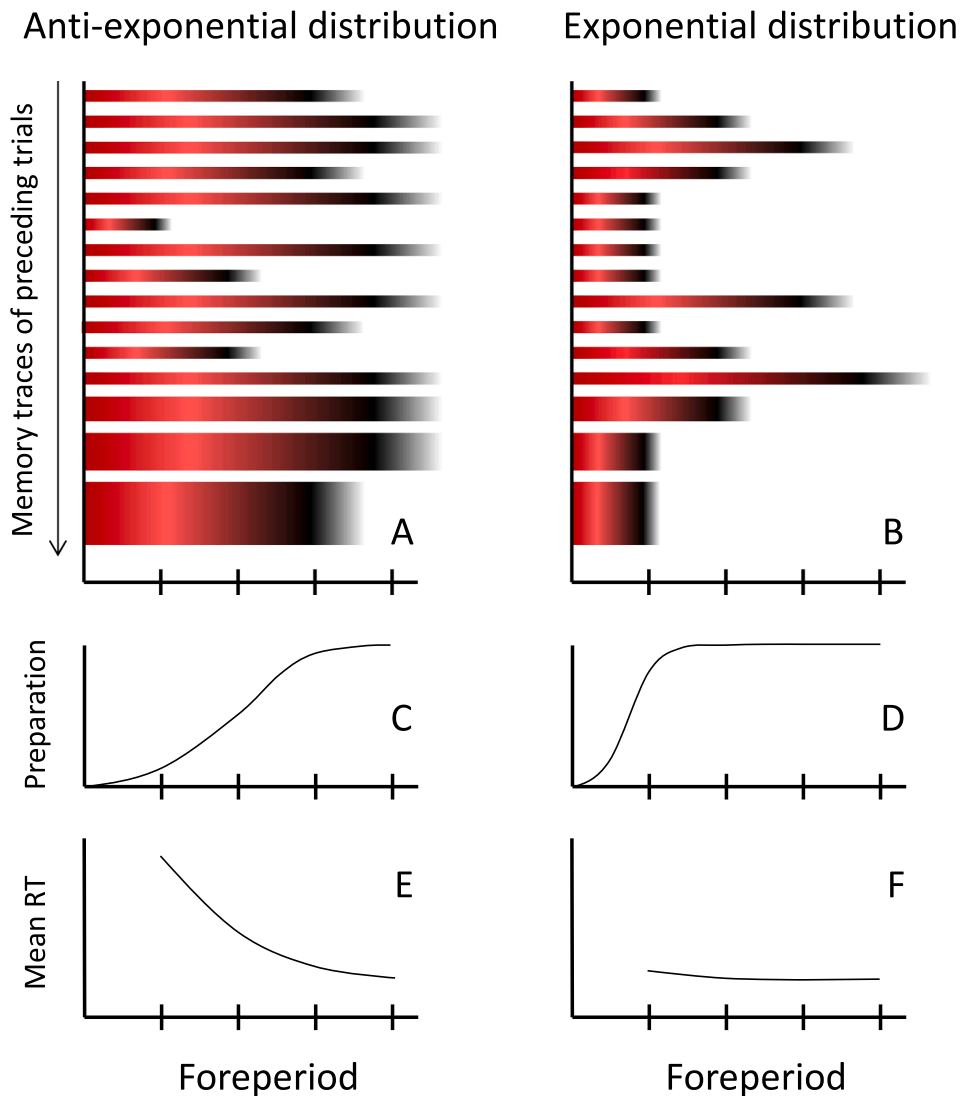 Anti-exponential distribution
Exponential distribution
Memory traces of preceding trials
A
B
Preparation
C
D
Mean RT
E
F
Foreperiod
Foreperiod